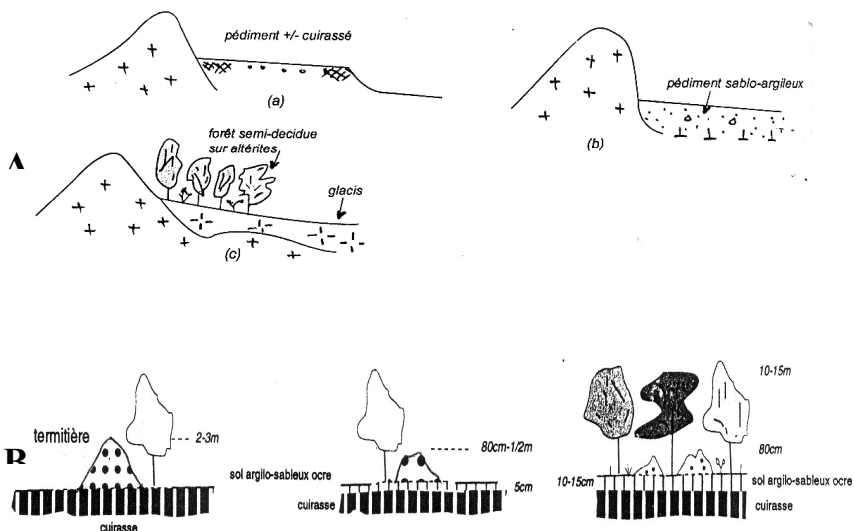 pédiment +/- cuirassé
(a)
pédiment sablo-argileux
(b)
A
forêt semi-decidue
sur altérites
glacis
(c)
B
termitière
2-3m
cuirasse
80cm-1/2m
sol argilo-sableux ocre
5cm
cuirasse
10-15m
80cm
10-15cm
sol argilo-sableux ocre
cuirasse